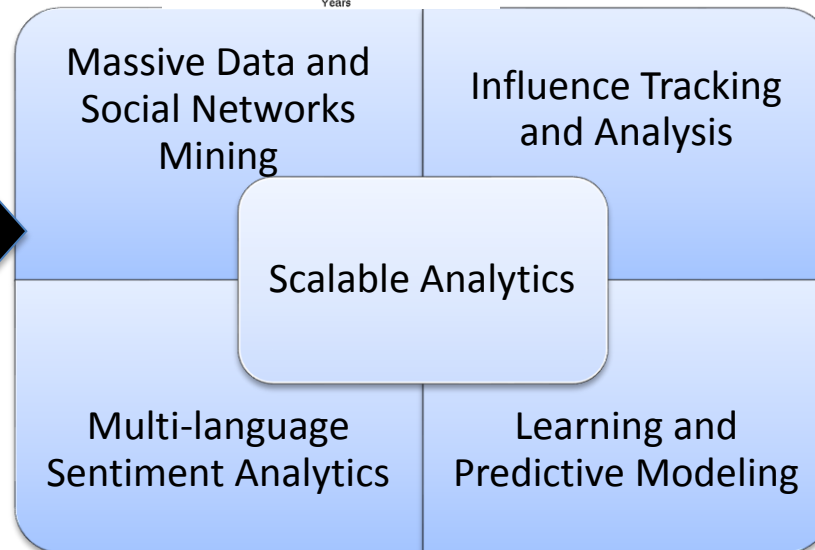 Years
Massive Data and
Social Networks
Mining
Influence Tracking
and Analysis
Scalable Analytics
Multi-language
Sentiment Analytics
Learning and
Predictive Modeling